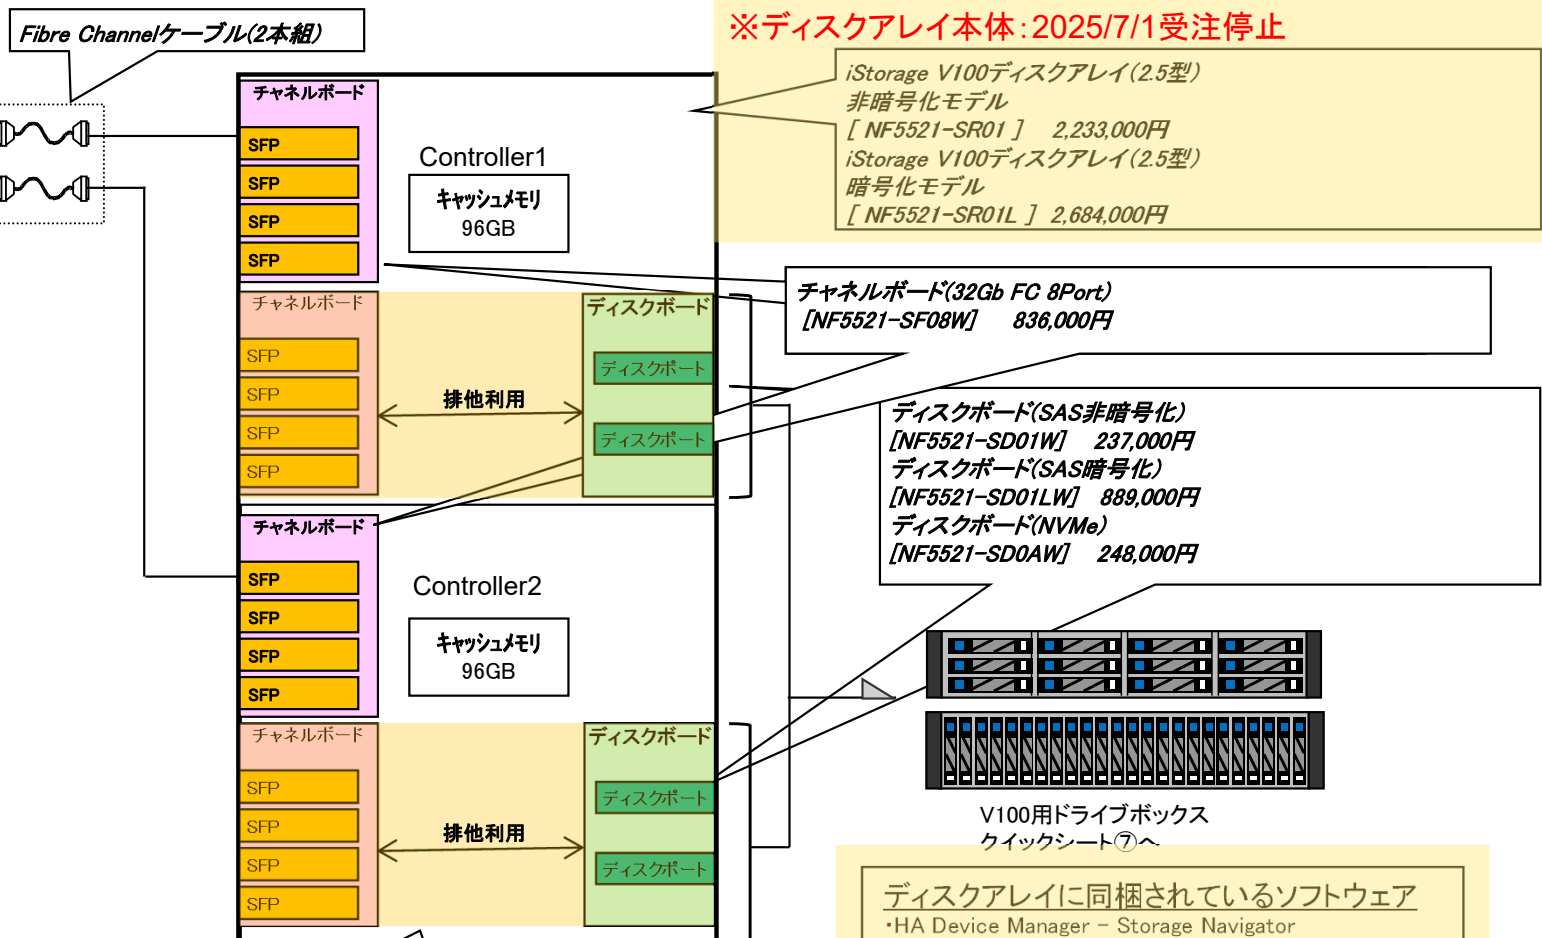 Fibre Channelケーブル(2本組)
※ディスクアレイ本体：2025/7/1受注停止
iStorage V100ディスクアレイ(2.5型)
非暗号化モデル
[ NF5521-SR01 ] 2,233,000円
iStorage V100ディスクアレイ(2.5型)
暗号化モデル
[ NF5521-SR01L ] 2,684,000円
チャネルボード
SFP
SFP
SFP
SFP
Controller1
キャッシュメモリ
96GB
チャネルボード(32Gb FC 8Port)
[NF5521-SF08W] 836,000円
チャネルボード
SFP
SFP
SFP
SFP
排他利用
ディスクボード
ディスクポート
ディスクポート
ディスクボード(SAS非暗号化)
[NF5521-SD01W] 237,000円
ディスクボード(SAS暗号化)
[NF5521-SD01LW] 889,000円
ディスクボード(NVMe)
[NF5521-SD0AW] 248,000円
チャネルボード
SFP
SFP
SFP
SFP
Controller2
キャッシュメモリ
96GB
チャネルボード
SFP
SFP
SFP
SFP
排他利用
ディスクボード
ディスクポート
ディスクポート
V100用ドライブボックス
クイックシート⑦へ
ディスクアレイに同梱されているソフトウェア
・HA Device Manager - Storage Navigator